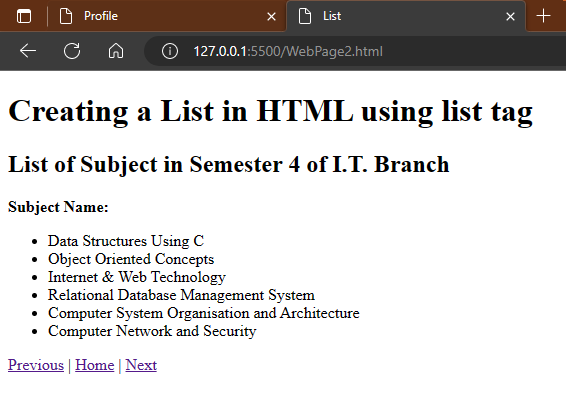 Profile
List
127.0.0.1:5500/WebPage2.html
Creating a List in HTML using list tag
List of Subject in Semester 4 of I.T. Branch
Subject Name:
• Data Structures Using C
• Object Oriented Concepts
• Internet & Web Technology
• Relational Database Management System
• Computer System Organisation and Architecture
• Computer Network and Security
Previous | Home | Next